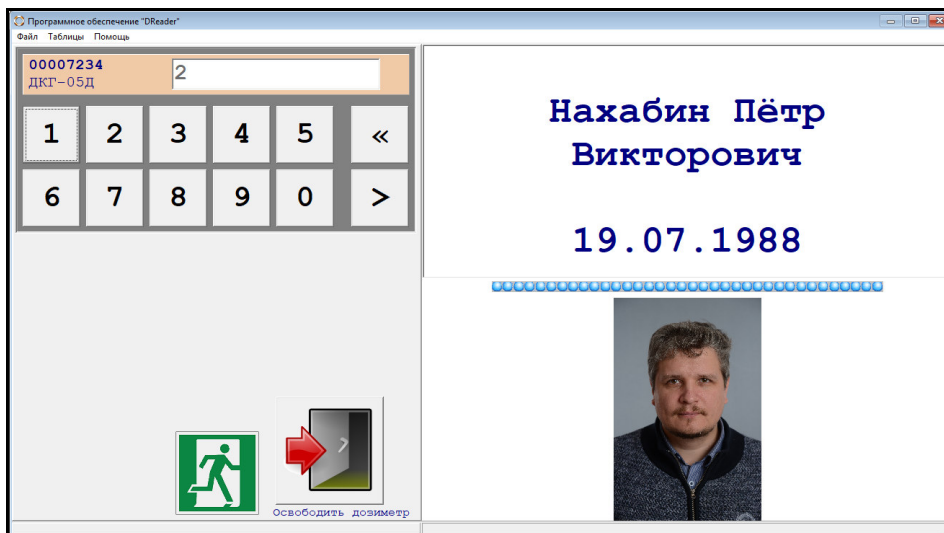 Программное обеспечение "DReader"
Файл Таблицы Помощь
00007234
ДКГ-05Д
2
1 2 3 4 5 «
6 7 8 9 0 >
Освободить дозиметр
Нахабин Пётр
Викторович
19.07.1988